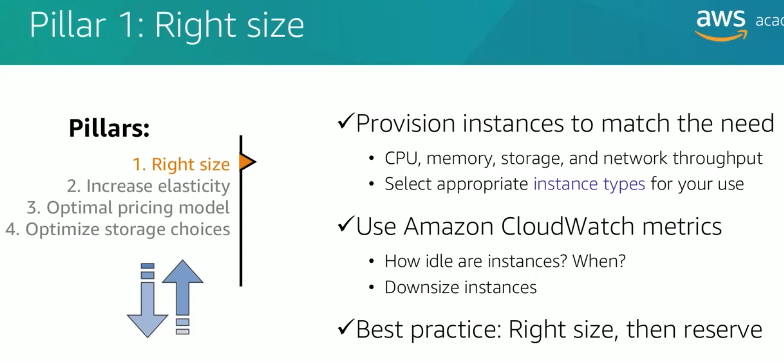 Pillar 1: Right size
aws
Pillars:
1. Right size
2. Increase elasticity
3. Optimal pricing model
4. Optimize storage choices
✓Provision instances to match the need
• CPU, memory, storage, and network throughput
• Select appropriate instance types for your use
✓Use Amazon CloudWatch metrics
• How idle are instances? When?
• Downsize instances
✓Best practice: Right size, then reserve